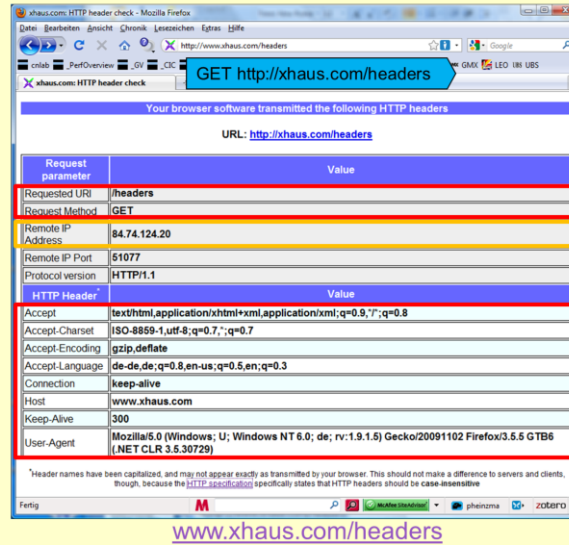 xhaus.com: HTTP header check - Mozilla Firefox
Datei Bearbeiten Ansicht Chronik Lesezeichen Extras Hilfe
http://www.xhaus.com/headers
Google
cnlab _PerfOverview _GV _CIC
GMX LEO UBS
GET http://xhaus.com/headers
xhaus.com: HTTP header check
Your browser software transmitted the following HTTP headers
URL: http://xhaus.com/headers
Request parameter Value
Requested URI /headers
Request Method GET
Remote IP Address 84.74.124.20
Remote IP Port 51077
Protocol version HTTP/1.1
HTTP Header* Value
Accept text/html,application/xhtml+xml,application/xml;q=0.9,*/*;q=0.8
Accept-Charset ISO-8859-1,utf-8;q=0.7,*;q=0.7
Accept-Encoding gzip,deflate
Accept-Language de-de,de;q=0.8,en-us;q=0.5,en;q=0.3
Connection keep-alive
Host www.xhaus.com
Keep-Alive 300
User-Agent Mozilla/5.0 (Windows; U; Windows NT 6.0; de; rv:1.9.1.5) Gecko/20091102 Firefox/3.5.5 GTB6
(.NET CLR 3.5.30729)
*Header names have been capitalized, and may not appear exactly as transmitted by your browser. This should not make a difference to servers and clients,
though, because the HTTP specification specifically states that HTTP headers should be case-insensitive
Fertig McAfee SiteAdvisor pheinzma zotero
www.xhaus.com/headers